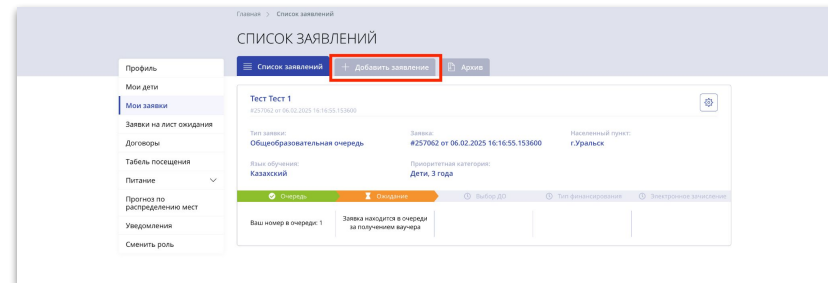 Главная > Список заявлений
СПИСОК ЗАЯВЛЕНИЙ
Список заявлений
+ Добавить заявление
Архив
Профиль
Мои дети
Мои заявки
Заявки на лист ожидания
Договоры
Табель посещения
Питание
Прогноз по
распределению мест
Уведомления
Сменить роль
Тест Тест 1
#257062 от 06.02.2025 16:16:55.153600
Тип заявки:
Общеобразовательная очередь
Заявка:
#257062 от 06.02.2025 16:16:55.153600
Населенный пункт:
г.Уральск
Язык обучения:
Казахский
Приоритетная категория:
Дети, 3 года
Очередь
Ожидание
Выбор ДО
Тип финансирования
Электронное зачисление
Ваш номер в очереди: 1
Заявка находится в очереди
за получением ваучера